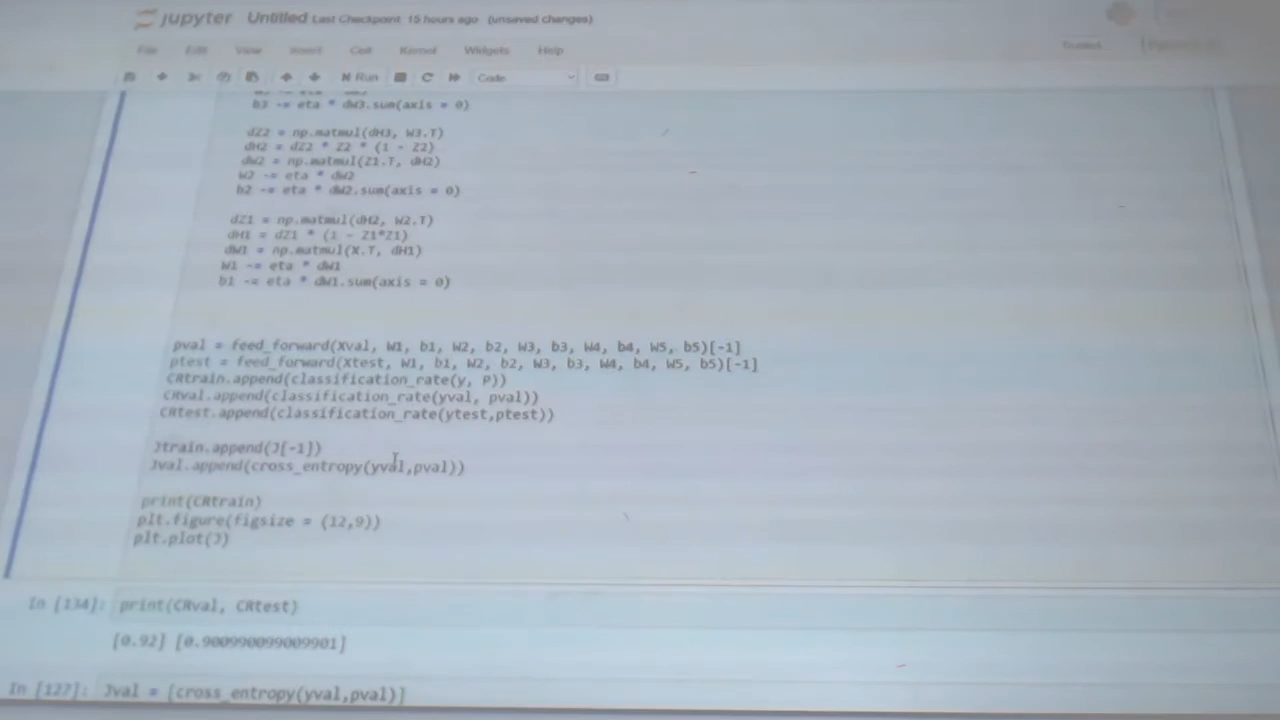 jupyter Untitled Last Checkpoint: 15 hours ago (unsaved changes)
File Edit View Insert Cell Kernel Widgets Help
Trusted
Run Code
b3 -= eta * dW3.sum(axis = 0)
dZ2 = np.matmul(dH3, W3.T)
dH2 = dZ2 * Z2 * (1 - Z2)
dW2 = np.matmul(Z1.T, dH2)
W2 -= eta * dW2
b2 -= eta * dW2.sum(axis = 0)
dZ1 = np.matmul(dH2, W2.T)
dH1 = dZ1 * (1 - Z1*Z1)
dW1 = np.matmul(X.T, dH1)
W1 -= eta * dW1
b1 -= eta * dW1.sum(axis = 0)
pval = feed_forward(Xval, W1, b1, W2, b2, W3, b3, W4, b4, W5, b5)[-1]
ptest = feed_forward(Xtest, W1, b1, W2, b2, W3, b3, W4, b4, W5, b5)[-1]
CRtrain.append(classification_rate(y, P))
CRval.append(classification_rate(yval, pval))
CRtest.append(classification_rate(ytest,ptest))
Jtrain.append(J[-1])
Jval.append(cross_entropy(yval,pval))
print(CRtrain)
plt.figure(figsize = (12,9))
plt.plot(J)
In [134]: print(CRval, CRtest)
[0.92] [0.900990099009901]
In [127]: Jval = [cross_entropy(yval,pval)]